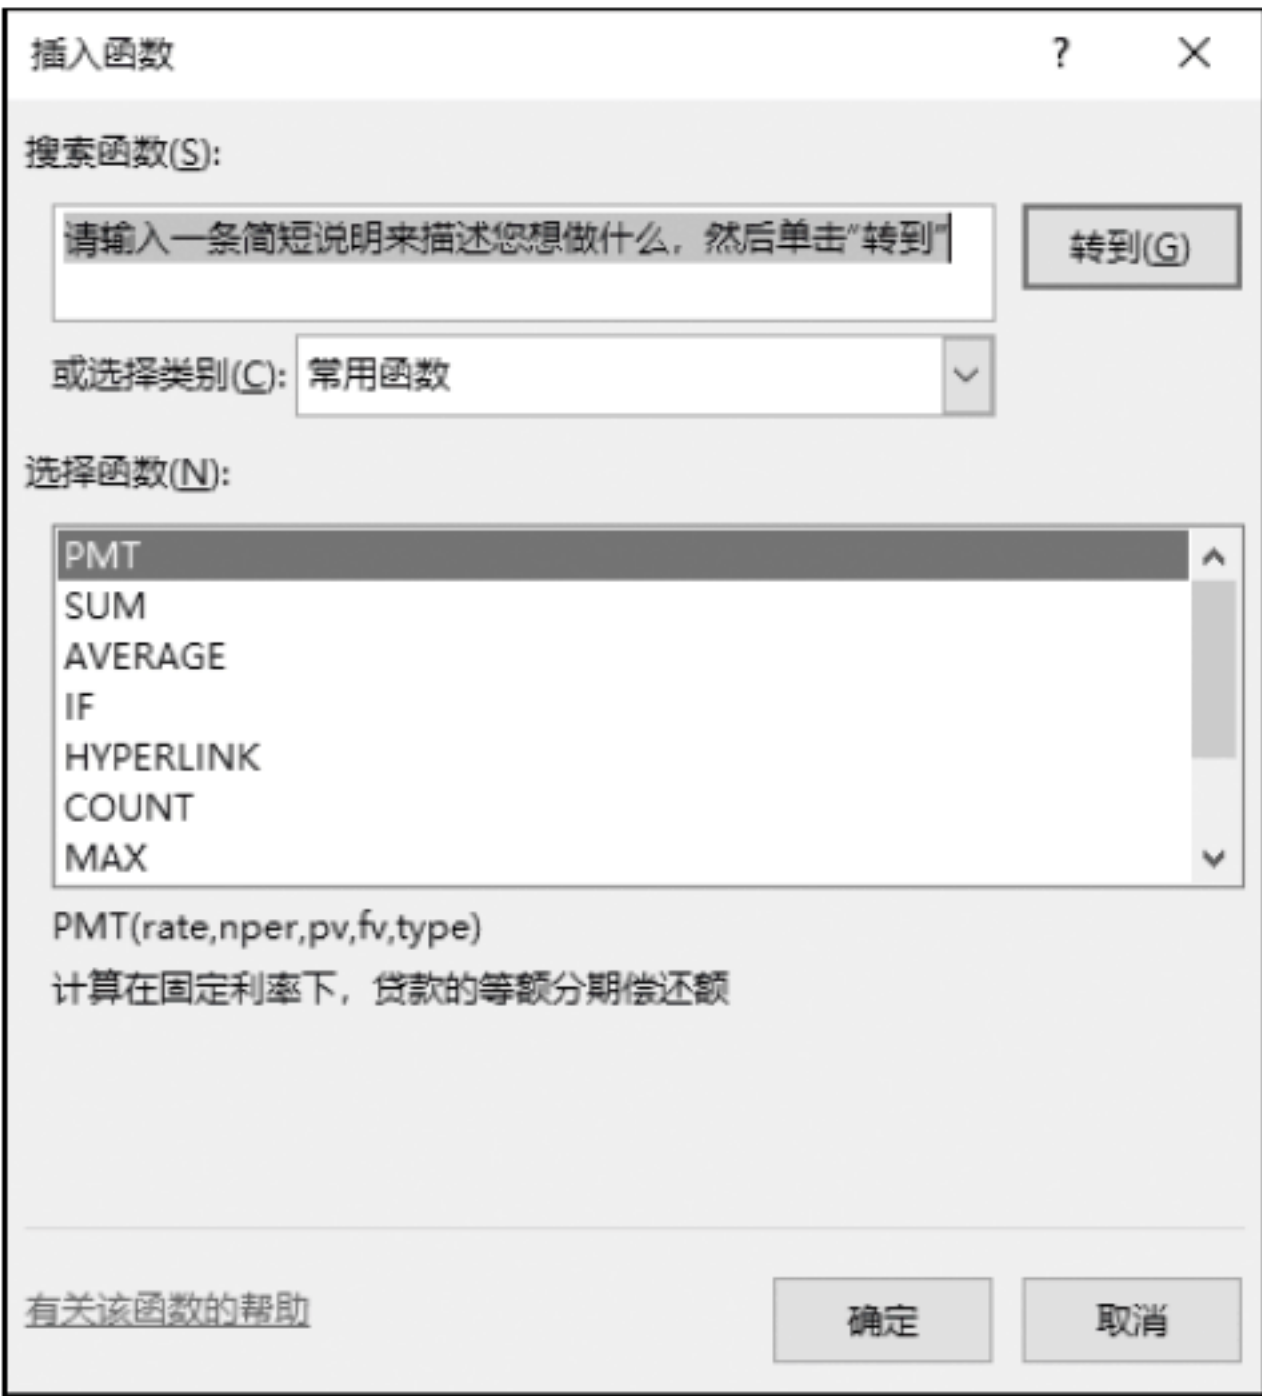 插入函数 ?
搜索函数(S):
请输入一条简短说明来描述您想做什么，然后单击“转到”
转到(G)
或选择类别(C): 常用函数
选择函数(N):
PMT
SUM
AVERAGE
IF
HYPERLINK
COUNT
MAX
PMT(rate,nper,pv,fv,type)
计算在固定利率下，贷款的等额分期偿还额
有关该函数的帮助 确定 取消